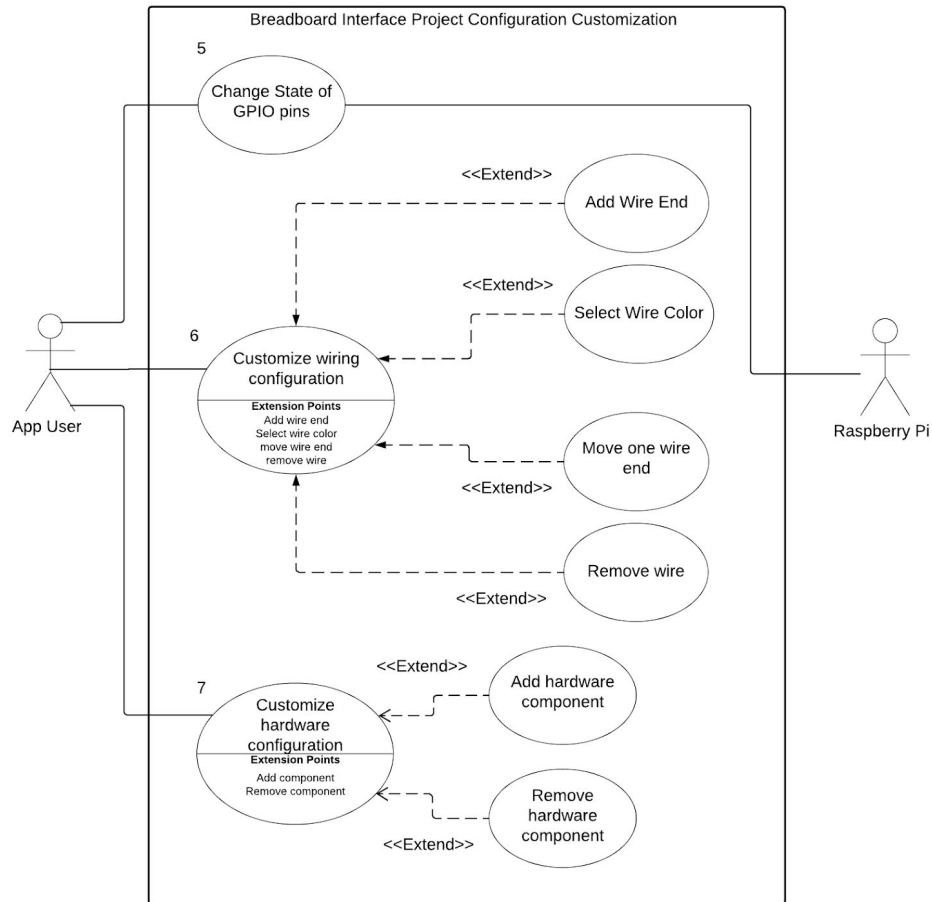 Breadboard Interface Project Configuration Customization
5
Change State of
GPIO pins
<<Extend>>
Add Wire End
<<Extend>>
Select Wire Color
6
Customize wiring
configuration
Extension Points
Add wire end
Select wire color
move wire end
remove wire
App User
Raspberry Pi
Move one wire
end
<<Extend>>
Remove wire
<<Extend>>
7
Customize
hardware
configuration
Extension Points
Add component
Remove component
<<Extend>>
Add hardware
component
Remove
hardware
component
<<Extend>>